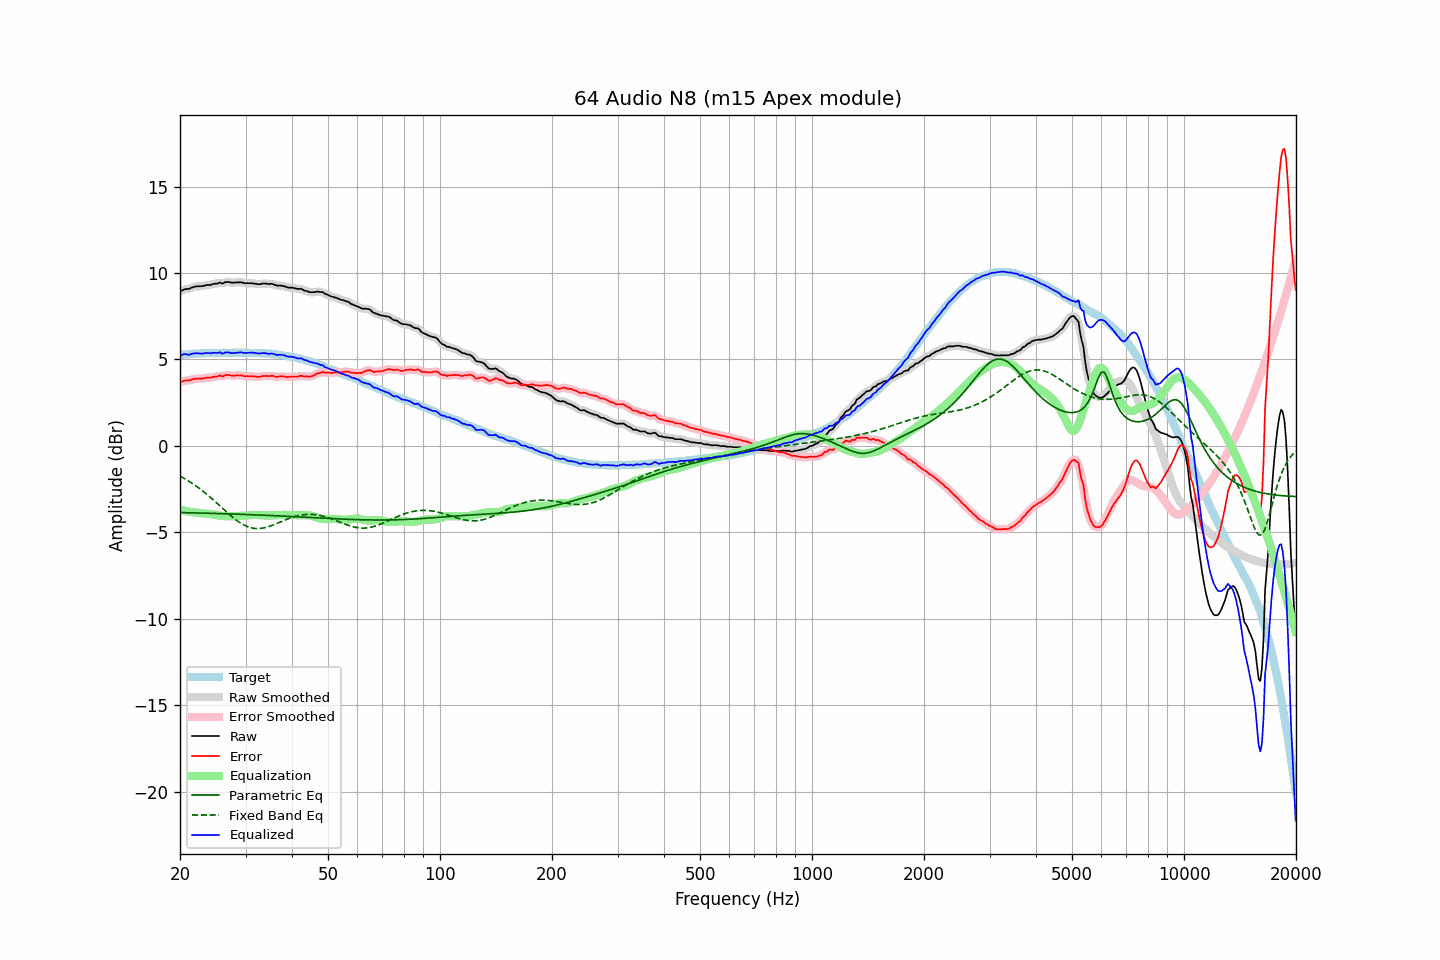 64 Audio N8 (m15 Apex module)
Amplitude (dBr)
15
10
5
0
−5
−10
−15
−20
Target
Raw Smoothed
Error Smoothed
Raw
Error
Equalization
Parametric Eq
Fixed Band Eq
Equalized
20 50 100 200 500 1000 2000 5000 10000 20000
Frequency (Hz)